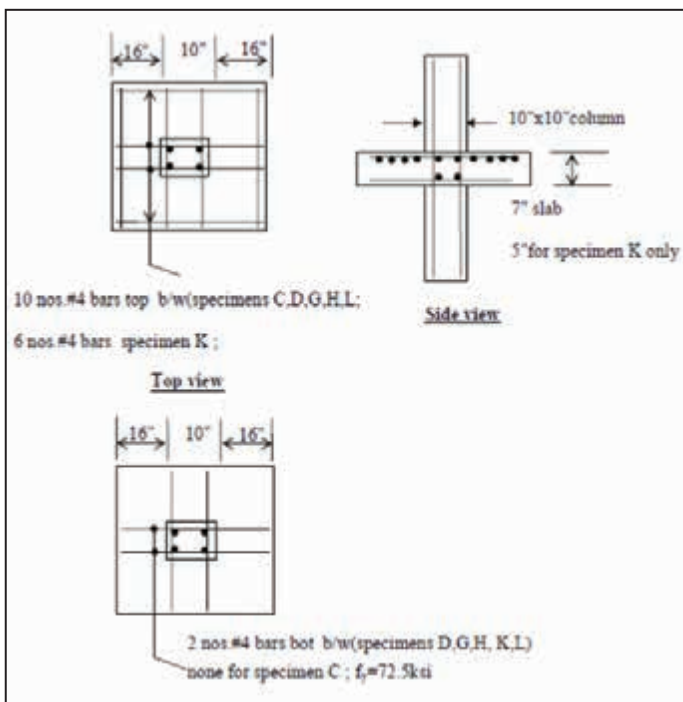 16" 10" 16"
10"x10"column
7" slab
5"for specimen K only
Side view
10 nos.#4 bars top b/w(specimens C,D,G,H,L;
6 nos.#4 bars specimen K ;
Top view
16" 10" 16"
2 nos.#4 bars bot b/w(specimens D,G,H, K,L)
none for specimen C ; fy=72.5ksi